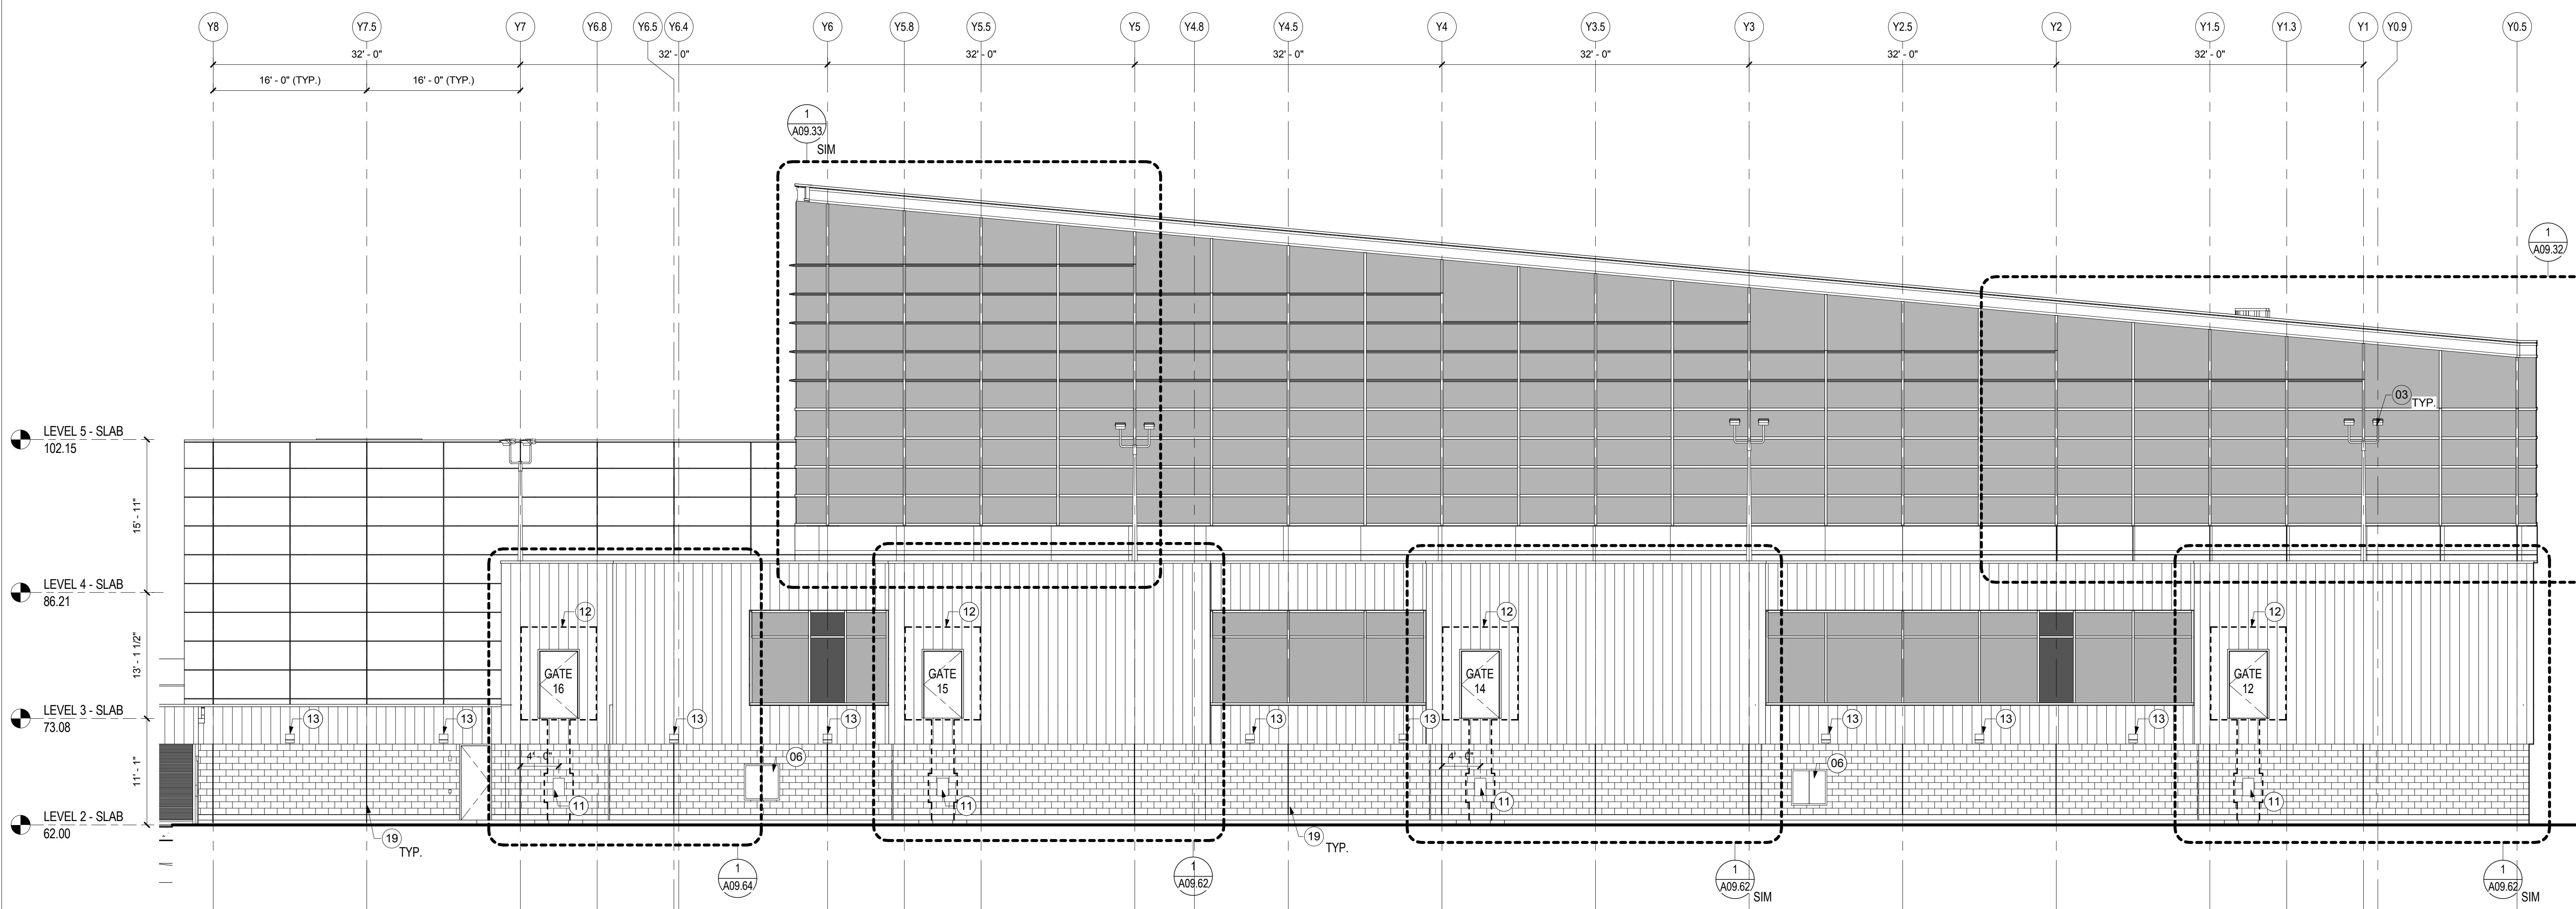 Y8 Y7.5 Y7 Y6.8 Y6.5 Y6.4 Y6 Y5.8 Y5.5 Y5 Y4.8 Y4.5 Y4 Y3.5 Y3 Y2.5 Y2 Y1.5 Y1.3 Y1 Y0.9 Y0.5
32' - 0" 32' - 0" 32' - 0" 32' - 0" 32' - 0" 32' - 0" 32' - 0"
16' - 0" (TYP.) 16' - 0" (TYP.)
1
A09.33
SIM
1
A09.32
03
TYP.
LEVEL 5 - SLAB
102.15
15' - 11"
LEVEL 4 - SLAB
86.21
12 12 12 12
13' - 1 1/2"
GATE
16
GATE
15
GATE
14
GATE
12
LEVEL 3 - SLAB
73.08
13 13 13 13 13 13 13 13 13
11' - 1"
4' - 0" 4' - 0"
06 06
11 11 11 11
LEVEL 2 - SLAB
62.00
19
TYP.
19
TYP.
1
A09.64
1
A09.62
1
A09.62
SIM
1
A09.62
SIM